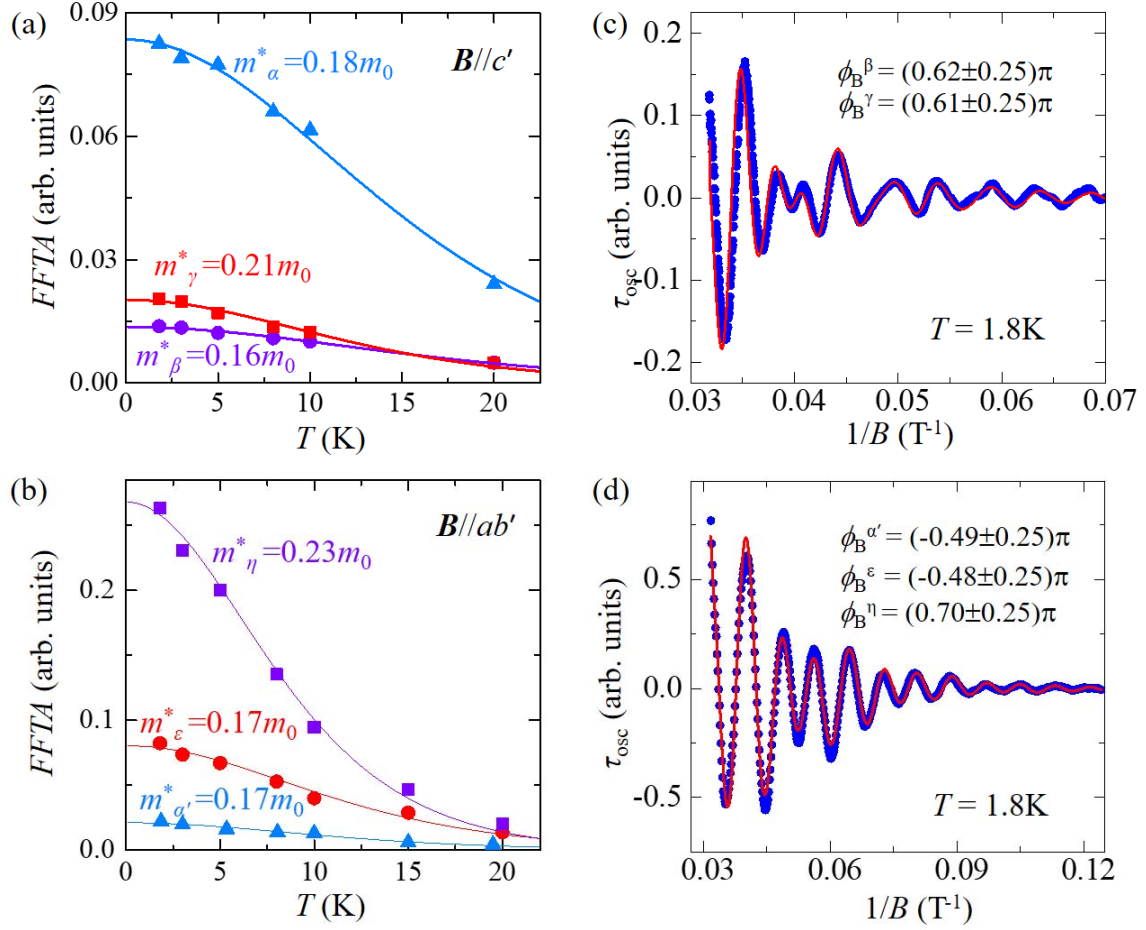 (a)
B//c′
m*α=0.18m0
m*γ=0.21m0
m*β=0.16m0
FFTA (arb. units)
0.09
0.06
0.03
0.00
0 5 10 15 20
T (K)
(c)
ϕBβ = (0.62±0.25)π
ϕBγ = (0.61±0.25)π
T = 1.8K
τosc (arb. units)
0.2
0.1
0.0
-0.1
-0.2
0.03 0.04 0.05 0.06 0.07
1/B (T-1)
(b)
B//ab′
m*η=0.23m0
m*ε=0.17m0
m*α′=0.17m0
FFTA (arb. units)
0.2
0.1
0.0
0 5 10 15 20
T (K)
(d)
ϕBα′ = (-0.49±0.25)π
ϕBε = (-0.48±0.25)π
ϕBη = (0.70±0.25)π
T = 1.8K
τosc (arb. units)
0.5
0.0
-0.5
0.03 0.06 0.09 0.12
1/B (T-1)